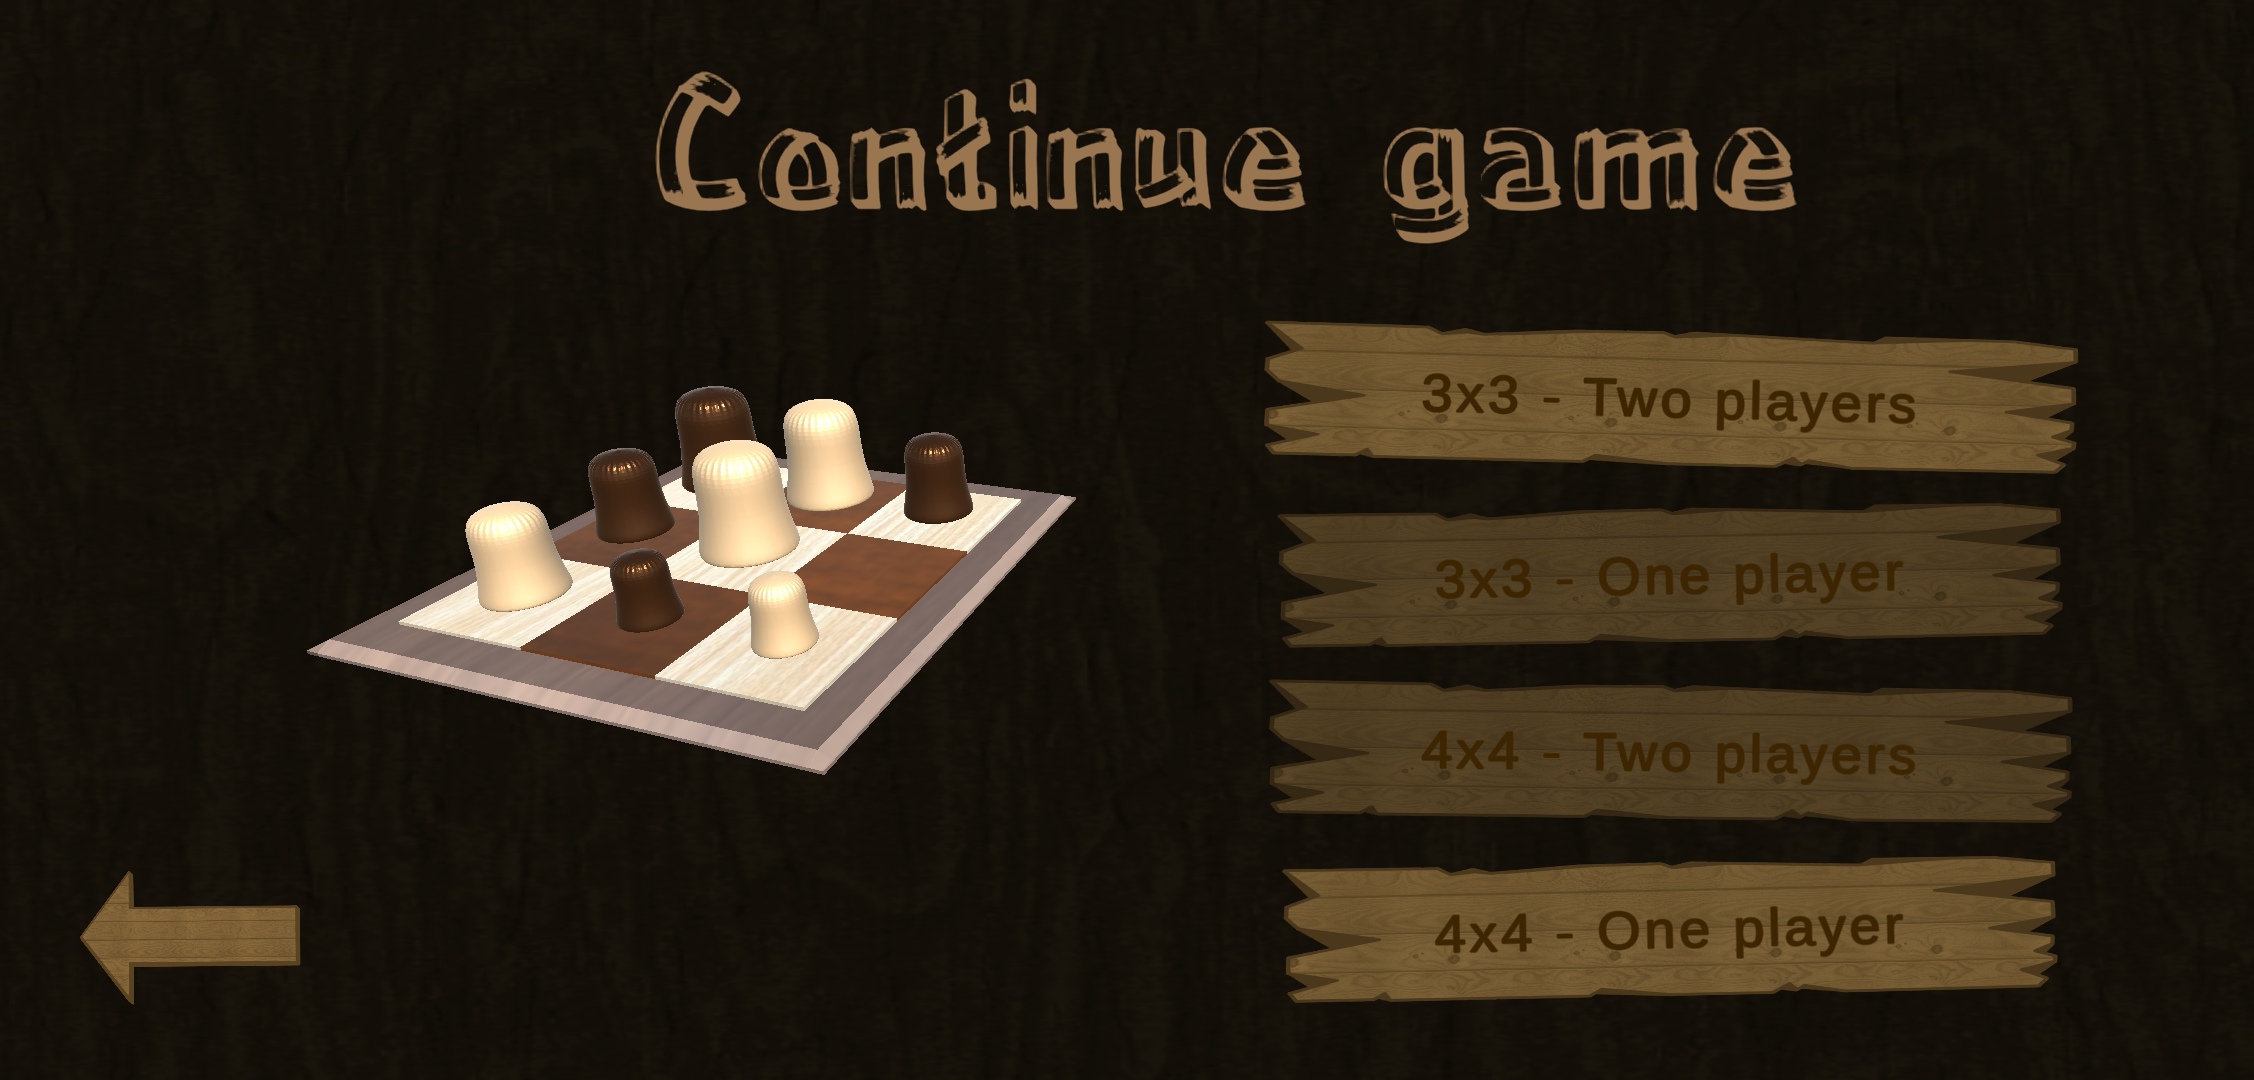 Continue game
3x3 - Two players
3x3 - One player
4x4 - Two players
4x4 - One player